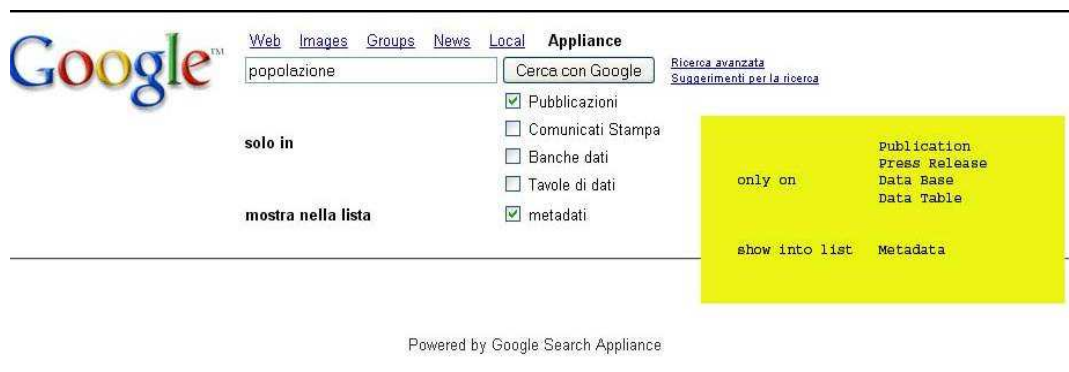 Google™
Web Images Groups News Local Appliance
popolazione Cerca con Google
Ricerca avanzata
Suggerimenti per la ricerca
solo in
Pubblicazioni
Comunicati Stampa
Banche dati
Tavole di dati
mostra nella lista metadati
only on
Publication
Press Release
Data Base
Data Table
show into list Metadata
Powered by Google Search Appliance